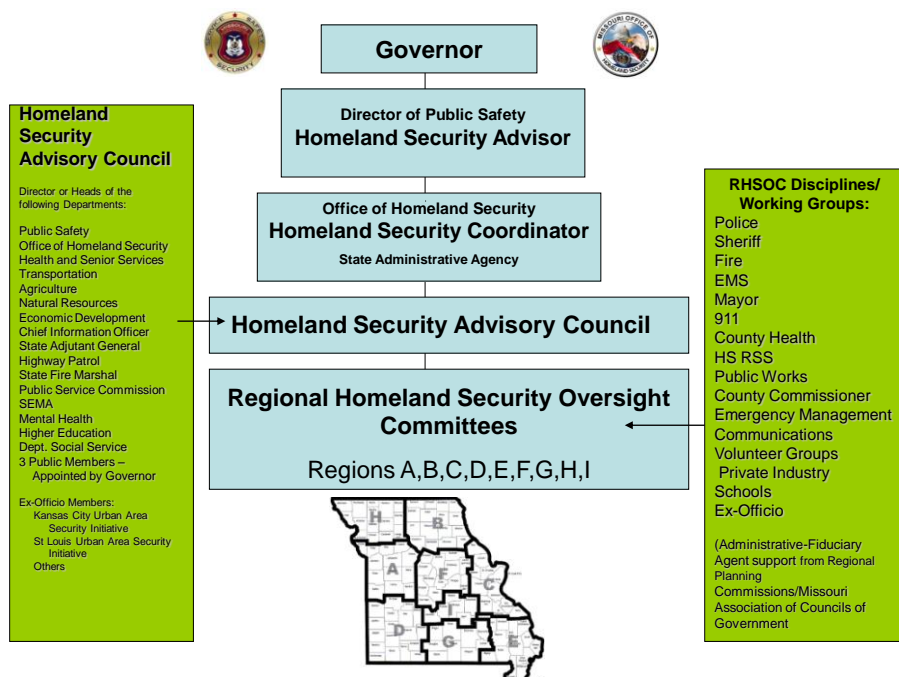 MISSOURI OFFICE OF
HOMELAND SECURITY
Governor
Director of Public Safety
Homeland Security Advisor
Office of Homeland Security
Homeland Security Coordinator
State Administrative Agency
Homeland Security Advisory Council
Regional Homeland Security Oversight
Committees
Regions A,B,C,D,E,F,G,H,I
Homeland
Security
Advisory Council
Director or Heads of the
following Departments:
Public Safety
Office of Homeland Security
Health and Senior Services
Transportation
Agriculture
Natural Resources
Economic Development
Chief Information Officer
State Adjutant General
Highway Patrol
State Fire Marshal
Public Service Commission
SEMA
Mental Health
Higher Education
Dept. Social Service
3 Public Members –
Appointed by Governor
Ex-Officio Members:
Kansas City Urban Area
Security Initiative
St Louis Urban Area Security
Initiative
Others
RHSOC Disciplines/
Working Groups:
Police
Sheriff
Fire
EMS
Mayor
911
County Health
HS RSS
Public Works
County Commissioner
Emergency Management
Communications
Volunteer Groups
Private Industry
Schools
Ex-Officio
(Administrative-Fiduciary
Agent support from Regional
Planning
Commissions/Missouri
Association of Councils of
Government
H
B
A
F
C
I
D
G
E